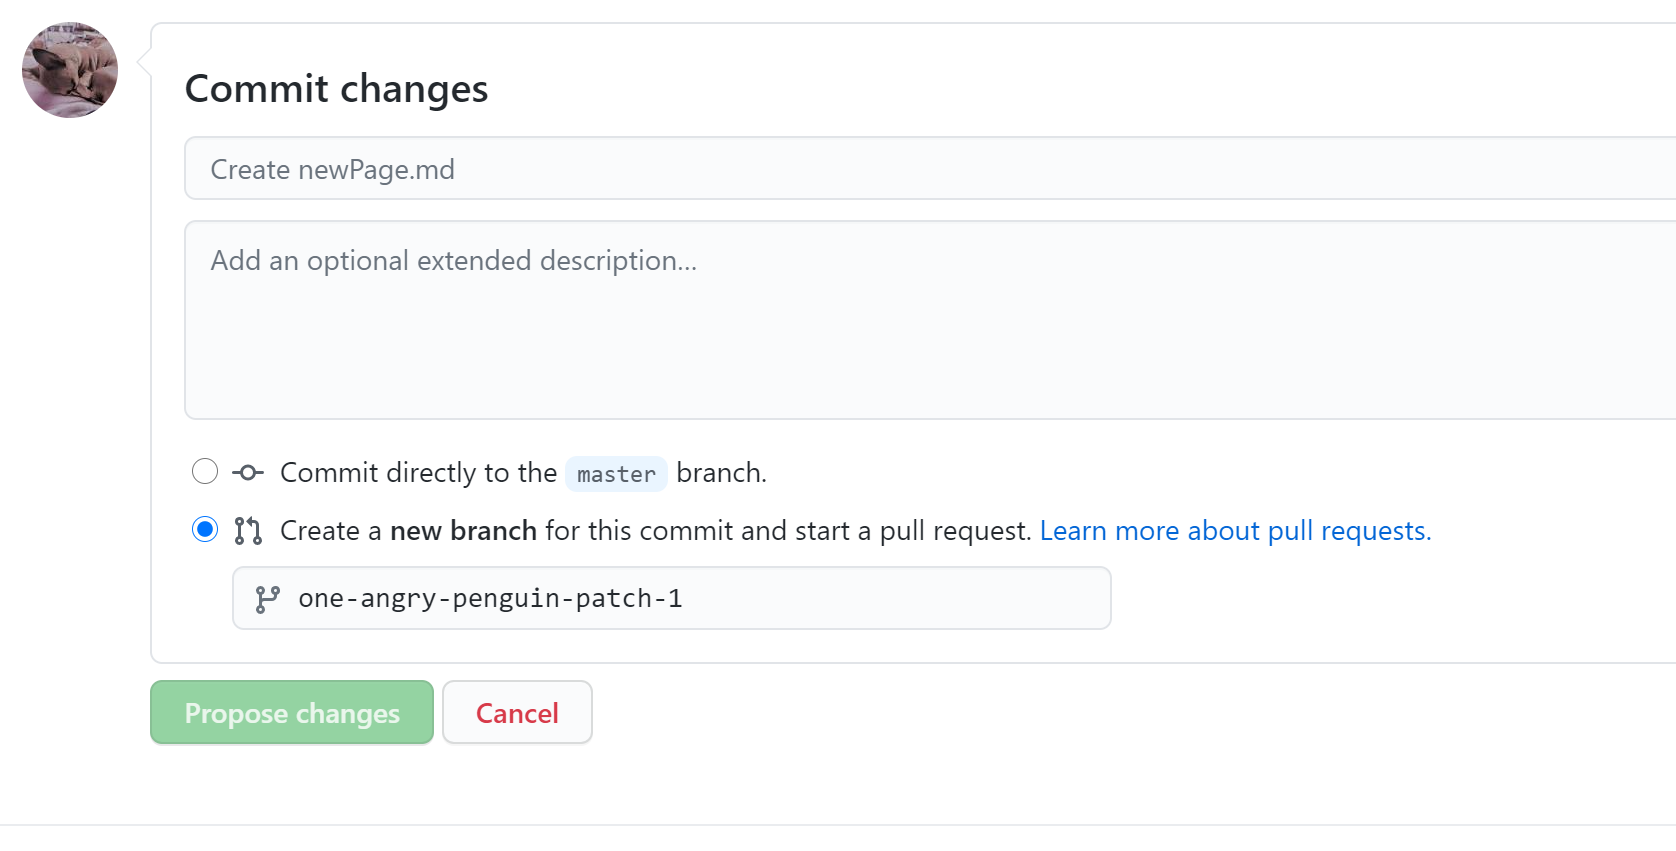 Commit changes
Create newPage.md
Add an optional extended description...
Commit directly to the master branch.
Create a new branch for this commit and start a pull request. Learn more about pull requests.
one-angry-penguin-patch-1
Propose changes Cancel